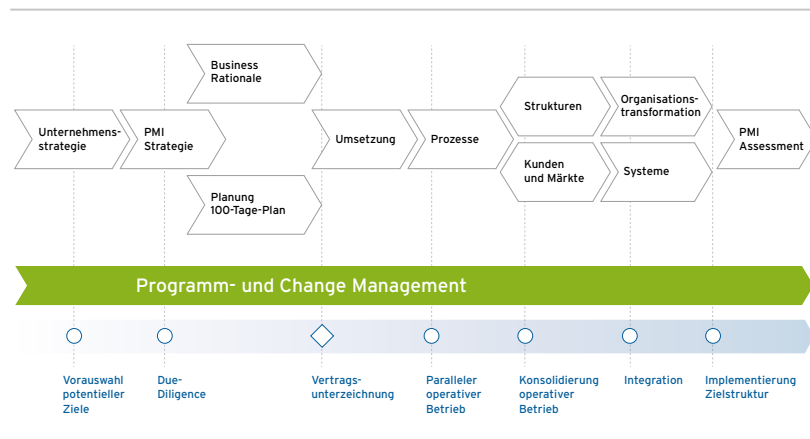 Business
Rationale
Unternehmens-
strategie
PMI
Strategie
Planung
100-Tage-Plan
Umsetzung
Prozesse
Strukturen
Organisations-
transformation
Kunden
und Märkte
Systeme
PMI
Assessment
Programm- und Change Management
Vorauswahl
potentieller
Ziele
Due-
Diligence
Vertrags-
unterzeichnung
Paralleler
operativer
Betrieb
Konsolidierung
operativer
Betrieb
Integration
Implementierung
Zielstruktur